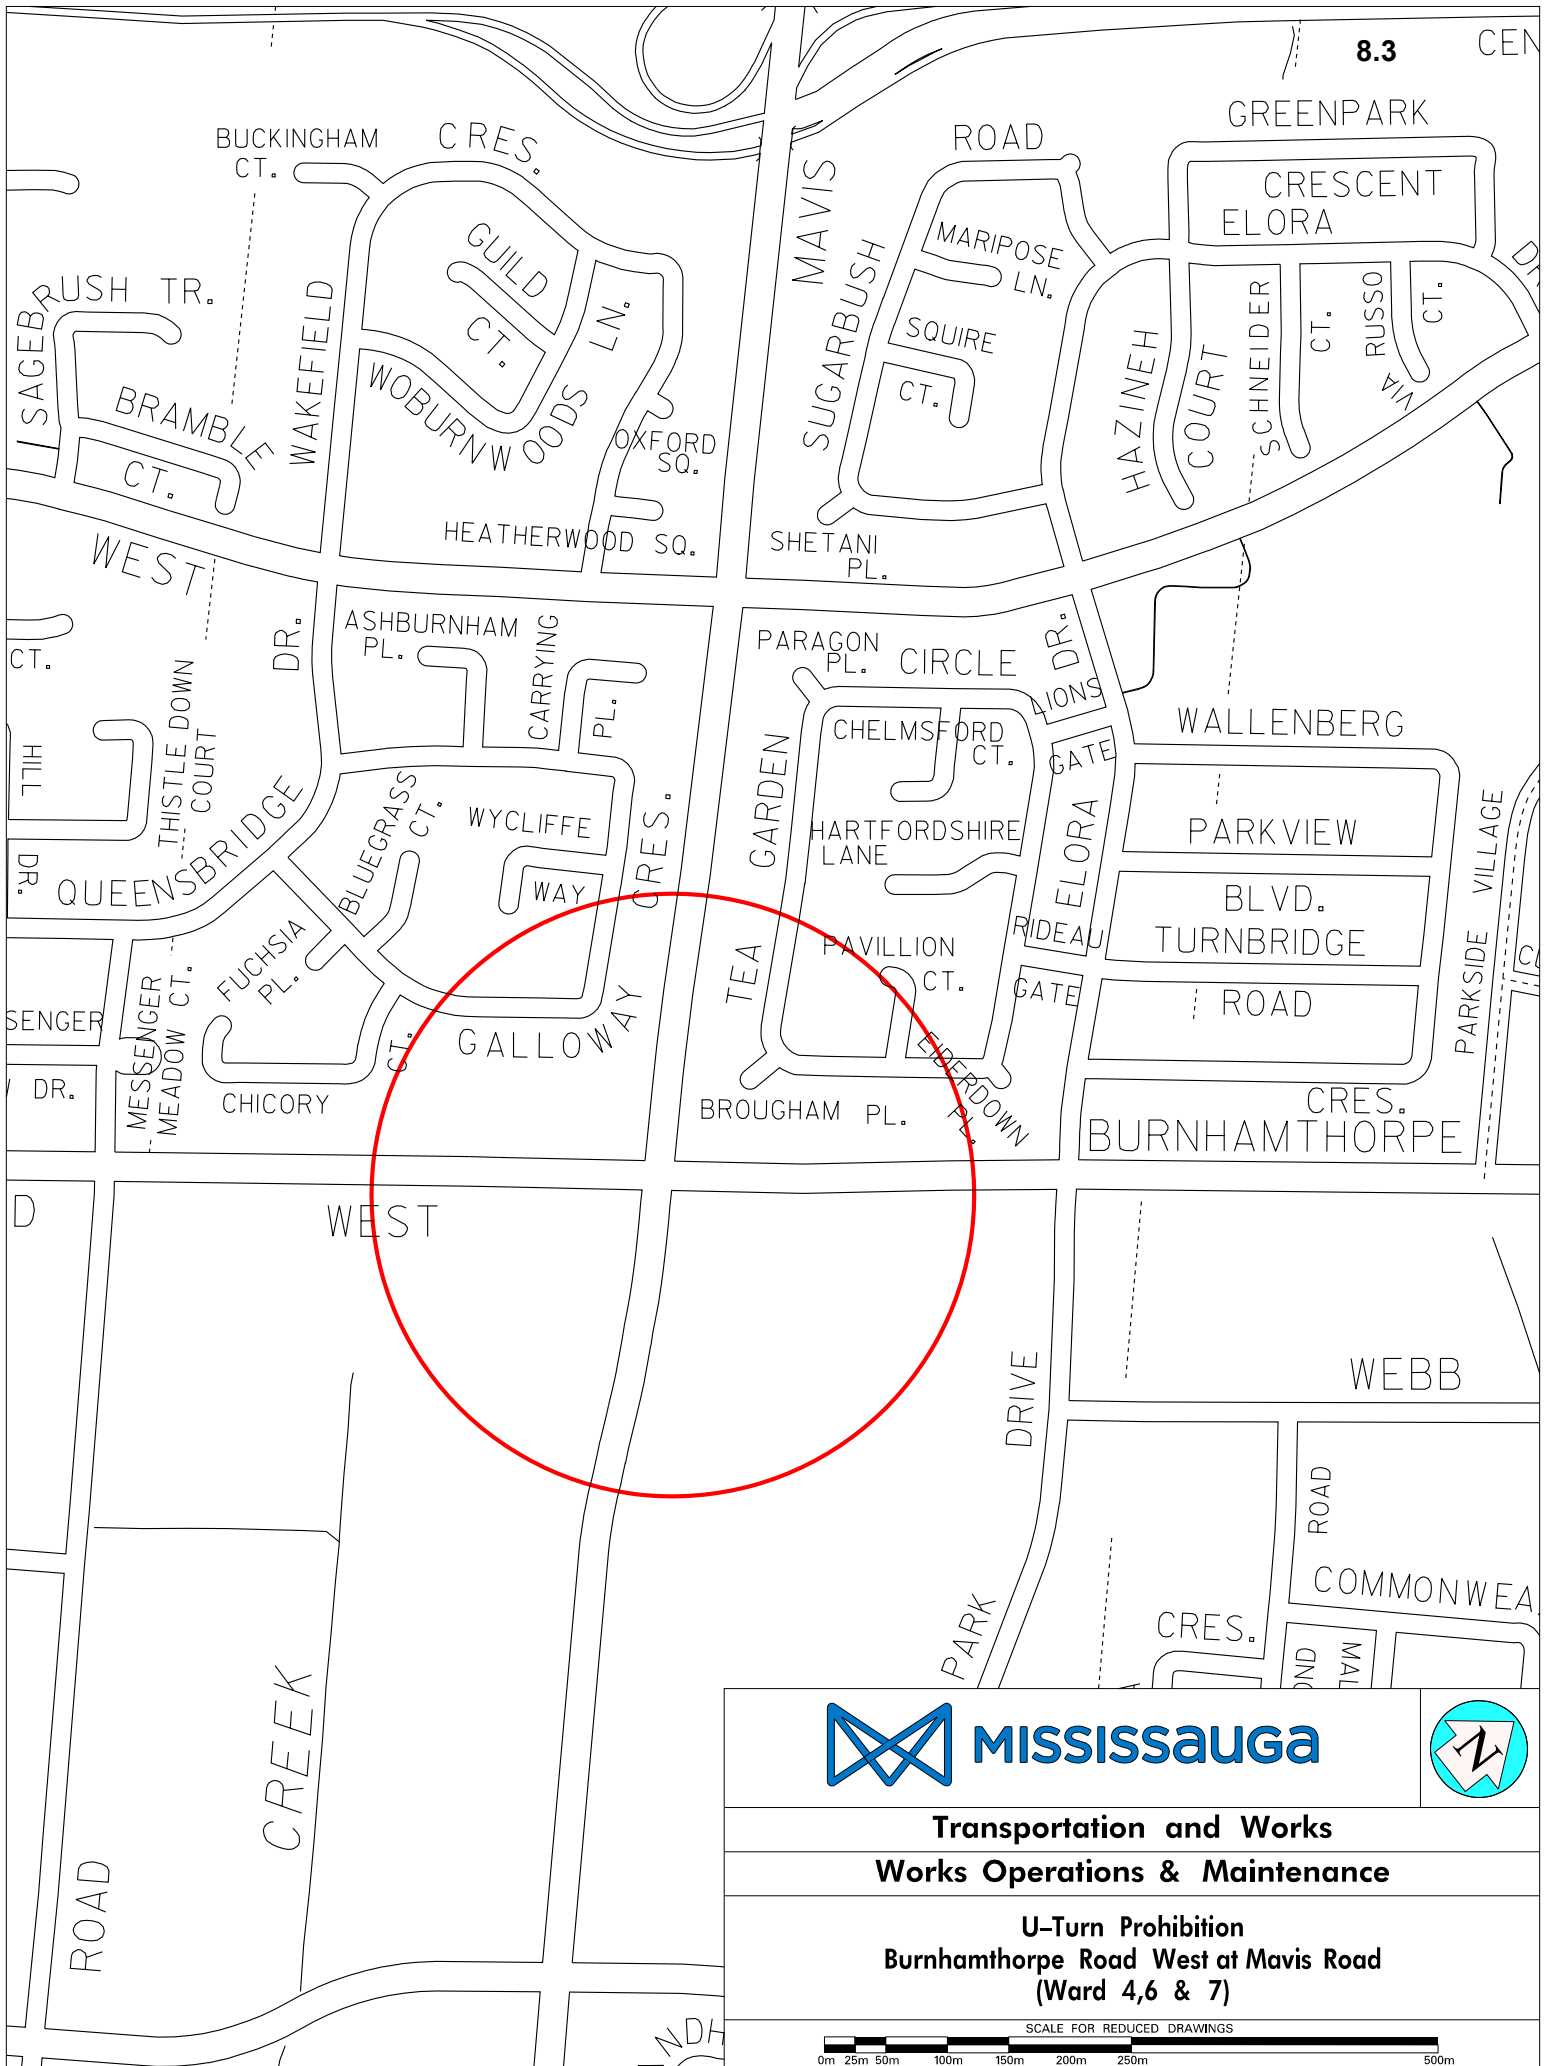 8.3
CEN
GREENPARK
BUCKINGHAM
CT.
CRES.
ROAD
MAVIS
CRESCENT
ELORA
GUILD
CT.
MARIPOSE
LN.
SAGEBRUSH TR.
WAKEFIELD
LN.
SUGARBUSH
SQUIRE
CT.
HAZINEH
COURT
SCHNEIDER
CT.
VIA RUSSO
CT.
BRAMBLE
CT.
WOBURNWOODS
OXFORD
SQ.
HEATHERWOOD SQ.
SHETANI
PL.
WEST
ASHBURNHAM
PL.
CARRYING
PL.
DR.
PARAGON
PL.
CIRCLE
DR.
LIONS
GATE
CT.
THISTLE DOWN
COURT
HILL
DR.
CHELMSFORD
CT.
WALLENBERG
QUEENSBRIDGE
BLUEGRASS
CT.
WYCLIFFE
WAY
CRES.
GARDEN
TEA
HARTFORDSHIRE
LANE
ELORA
PARKVIEW
BLVD.
TURNBRIDGE
ROAD
PARKSIDE VILLAGE
RIDEAU
GATE
FUCHSIA
PL.
PAVILLION
CT.
SENGER
DR.
MESSENGER
MEADOW CT.
GALLOWAY
CT.
CHICORY
BROUGHAM PL.
EIDERDOWN
PL.
CRES.
BURNHAMTHORPE
D
WEST
WEBB
DRIVE
PARK
ROAD
COMMONWEA
CRES.
OND
MAL
CREEK
ROAD
NDH
MISSISSAUGA
N
Transportation and Works
Works Operations & Maintenance
U-Turn Prohibition
Burnhamthorpe Road West at Mavis Road
(Ward 4,6 & 7)
SCALE FOR REDUCED DRAWINGS
0m 25m 50m 100m 150m 200m 250m 500m